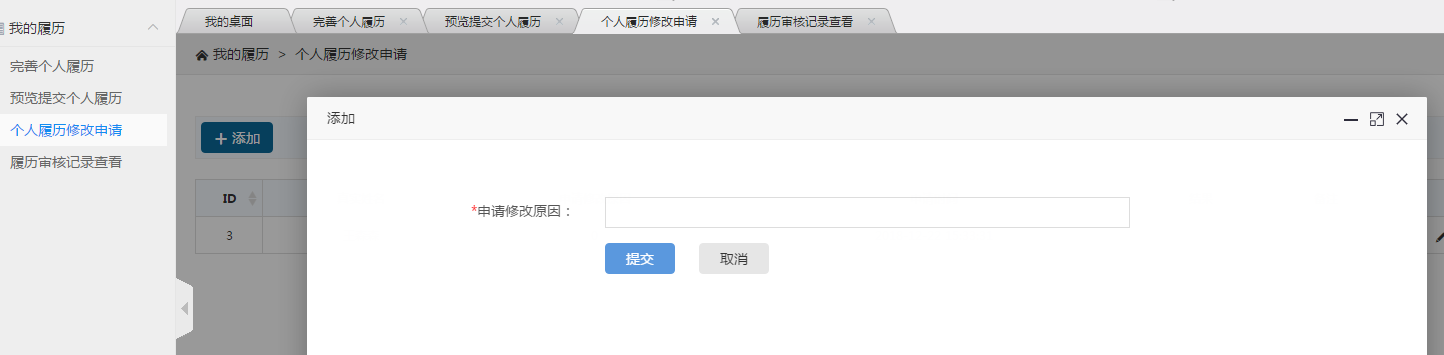 我的履历
完善个人履历
预览提交个人履历
个人履历修改申请
履历审核记录查看
我的桌面
完善个人履历
预览提交个人履历
个人履历修改申请
履历审核记录查看
我的履历 > 个人履历修改申请
+ 添加
ID
3
添加
*申请修改原因：
提交
取消